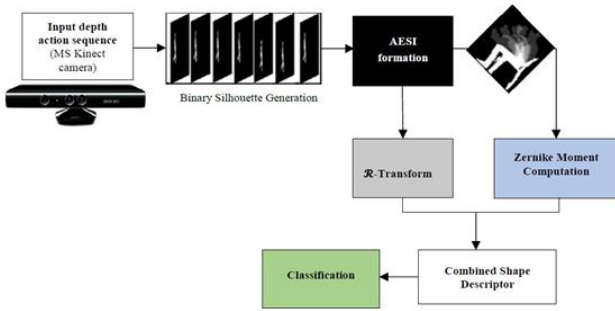 Input depth
action sequence
(MS Kinect
camera)
Binary Silhouette Generation
AESI
formation
𝓡-Transform
Zernike Moment
Computation
Classification
Combined Shape
Descriptor